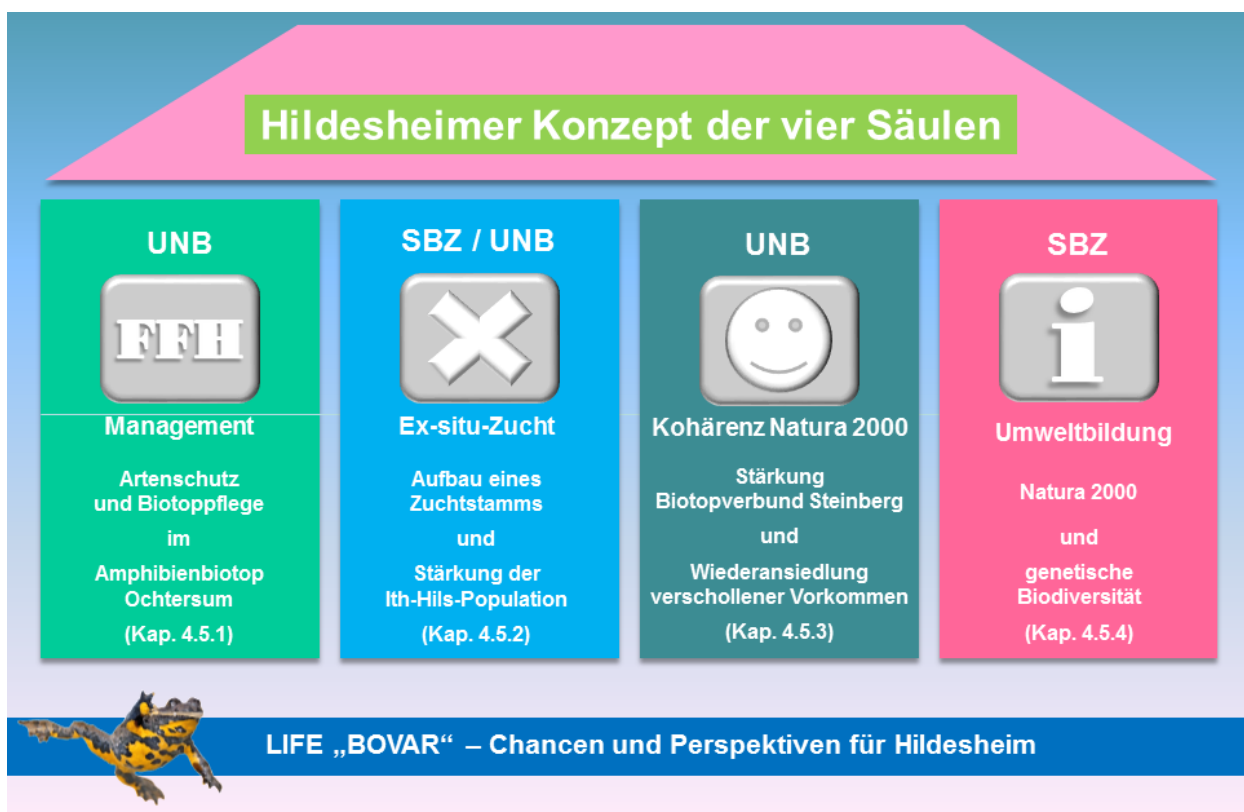 Hildesheimer Konzept der vier Säulen
UNB
FFH
Management
Artenschutz
und Biotoppflege
im
Amphibienbiotop
Ochtersum
(Kap. 4.5.1)
SBZ / UNB
Ex-situ-Zucht
Aufbau eines
Zuchtstamms
und
Stärkung der
Ith-Hils-Population
(Kap. 4.5.2)
UNB
Kohärenz Natura 2000
Stärkung
Biotopverbund Steinberg
und
Wiederansiedlung
verschollener Vorkommen
(Kap. 4.5.3)
SBZ
i
Umweltbildung
Natura 2000
und
genetische
Biodiversität
(Kap. 4.5.4)
LIFE „BOVAR“ – Chancen und Perspektiven für Hildesheim